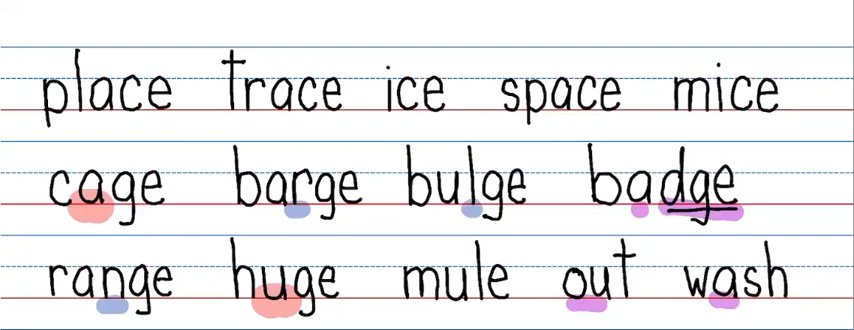 place trace ice space mice
cage barge bulge badge
range huge mule out wash